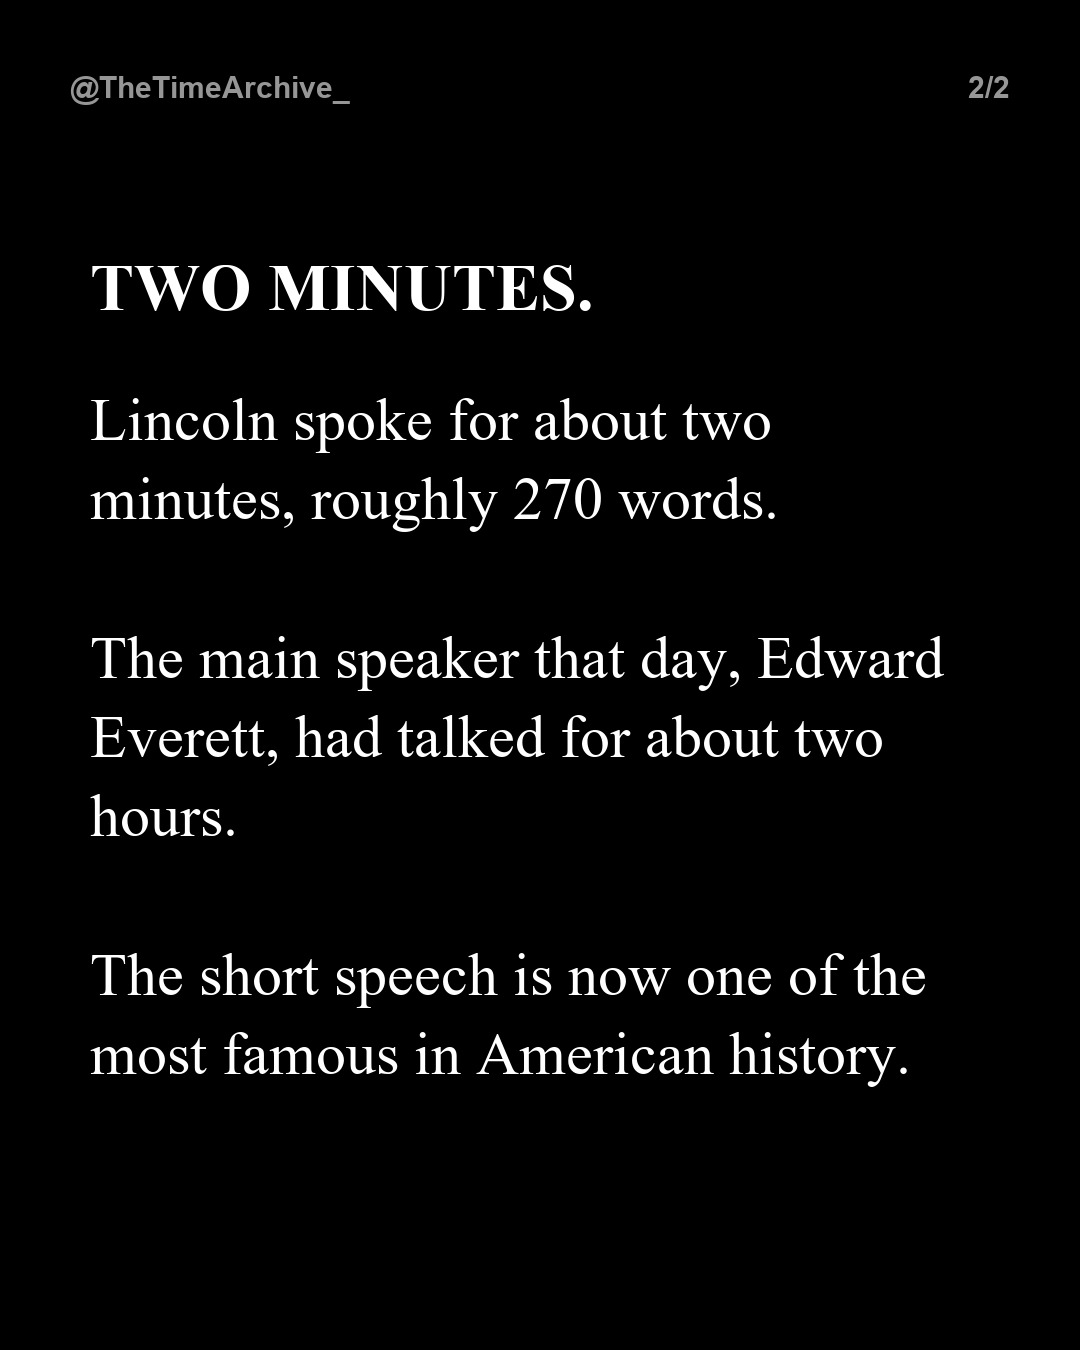 @TheTimeArchive_ 2/2
TWO MINUTES.
Lincoln spoke for about two
minutes, roughly 270 words.
The main speaker that day, Edward
Everett, had talked for about two
hours.
The short speech is now one of the
most famous in American history.